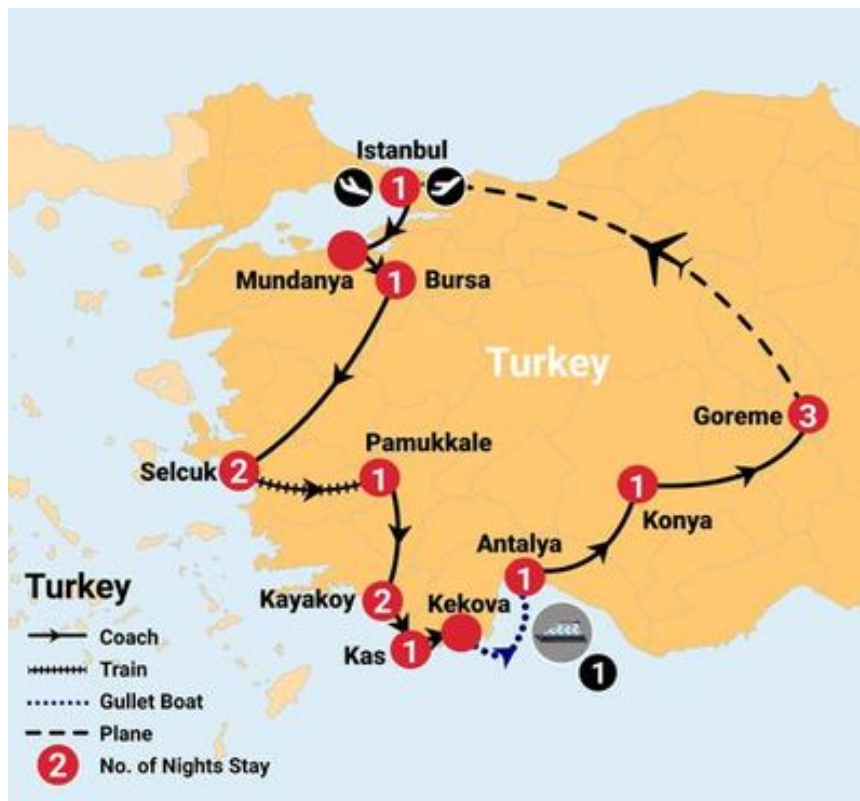 Istanbul
1
Mundanya
1
Bursa
Turkey
Goreme
3
Pamukkale
Selcuk
2
1
1
Konya
Antalya
1
Kayakoy
2
Kekova
Kas
1
1
Turkey
Coach
Train
Gullet Boat
Plane
2
No. of Nights Stay